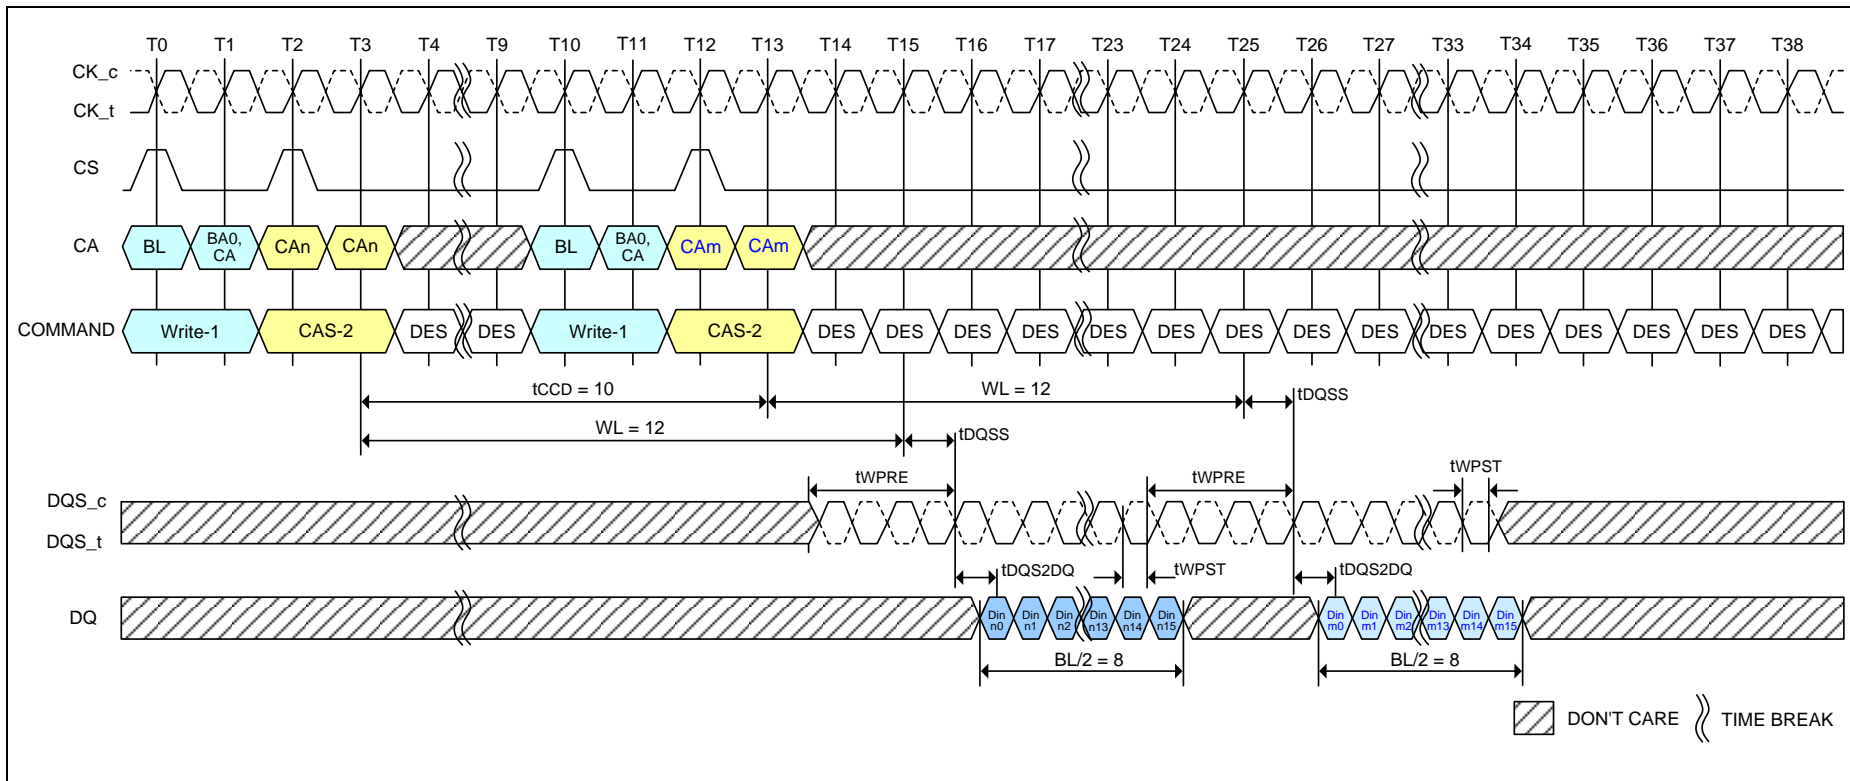 T0 T1 T2 T3 T4 T9 T10 T11 T12 T13 T14 T15 T16 T17 T23 T24 T25 T26 T27 T33 T34 T35 T36 T37 T38
CK_c
CK_t
CS
CA BL BA0, CA CAn CAn BL BA0, CA CAm CAm
COMMAND Write-1 CAS-2 DES DES Write-1 CAS-2 DES DES DES DES DES DES DES DES DES DES DES DES DES DES DES
tCCD = 10 WL = 12 tDQSS
WL = 12 tDQSS
tWPRE tWPRE tWPST
DQS_c
DQS_t
tDQS2DQ tWPST tDQS2DQ
DQ Din n0 Din n1 Din n2 Din n13 Din n14 Din n15 Din m0 Din m1 Din m2 Din m13 Din m14 Din m15
BL/2 = 8 BL/2 = 8
DON'T CARE TIME BREAK